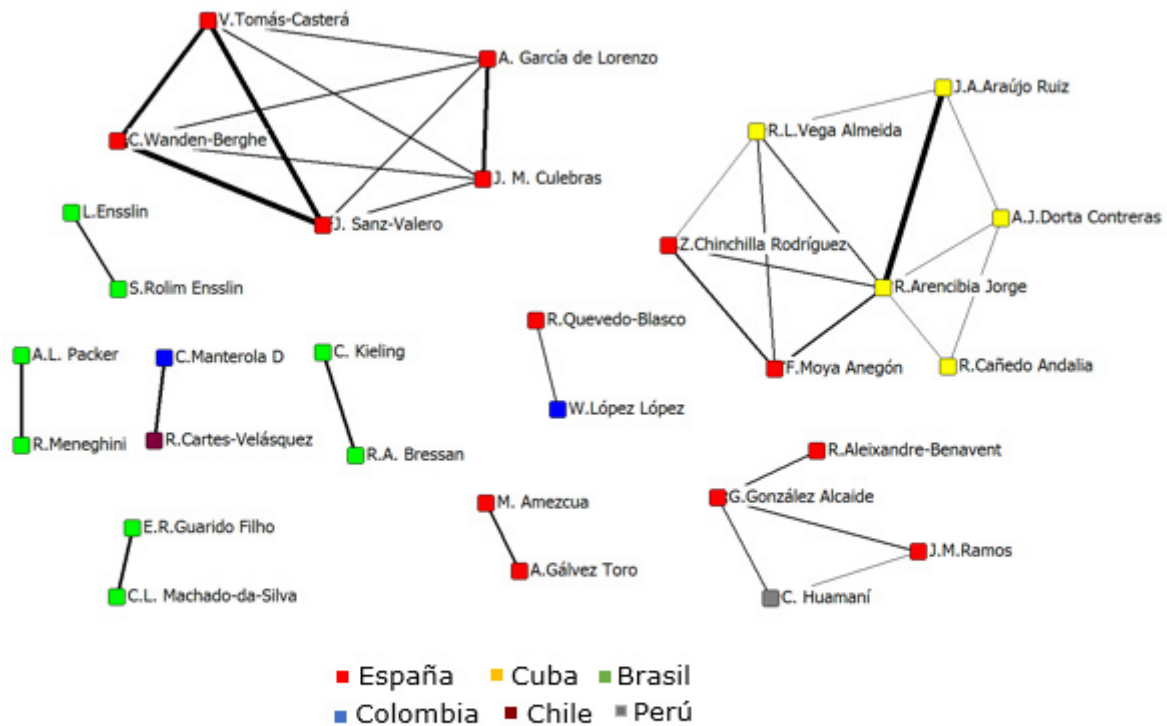 V.Tomás-Casterá
A. García de Lorenzo
J.A.Araújo Ruiz
R.L.Vega Almeida
C.Wanden-Berghe
J. M. Culebras
L.Ensslin
J. Sanz-Valero
A.J.Dorta Contreras
Z.Chinchilla Rodríguez
S.Rolim Ensslin
R.Arencibia Jorge
R.Quevedo-Blasco
A.L. Packer
C.Manterola D
C. Kieling
F.Moya Anegón
R.Cañedo Andalia
W.López López
R.Meneghini
R.Cartes-Velásquez
R.A. Bressan
R.Aleixandre-Benavent
M. Amezcua
G.González Alcaide
E.R.Guarido Filho
J.M.Ramos
A.Gálvez Toro
C.L. Machado-da-Silva
C. Huamaní
España Cuba Brasil
Colombia Chile Perú